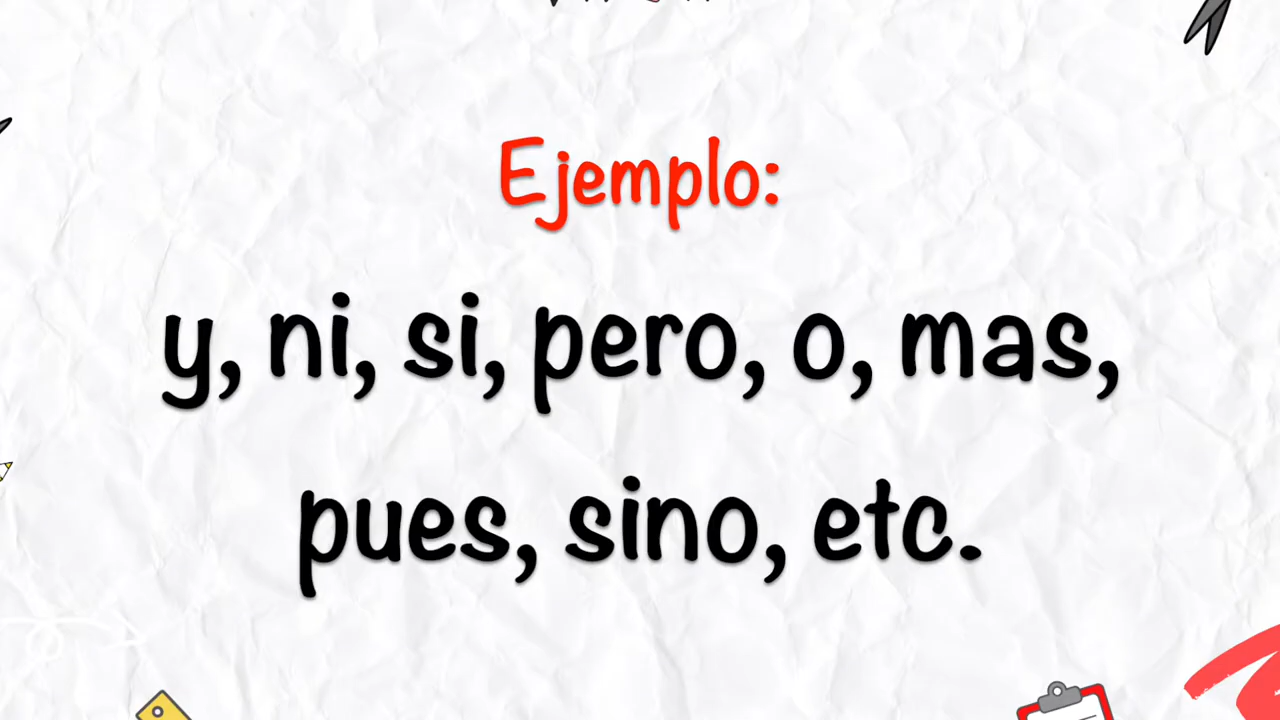 Ejemplo:
y, ni, si, pero, o, mas,
pues, sino, etc.